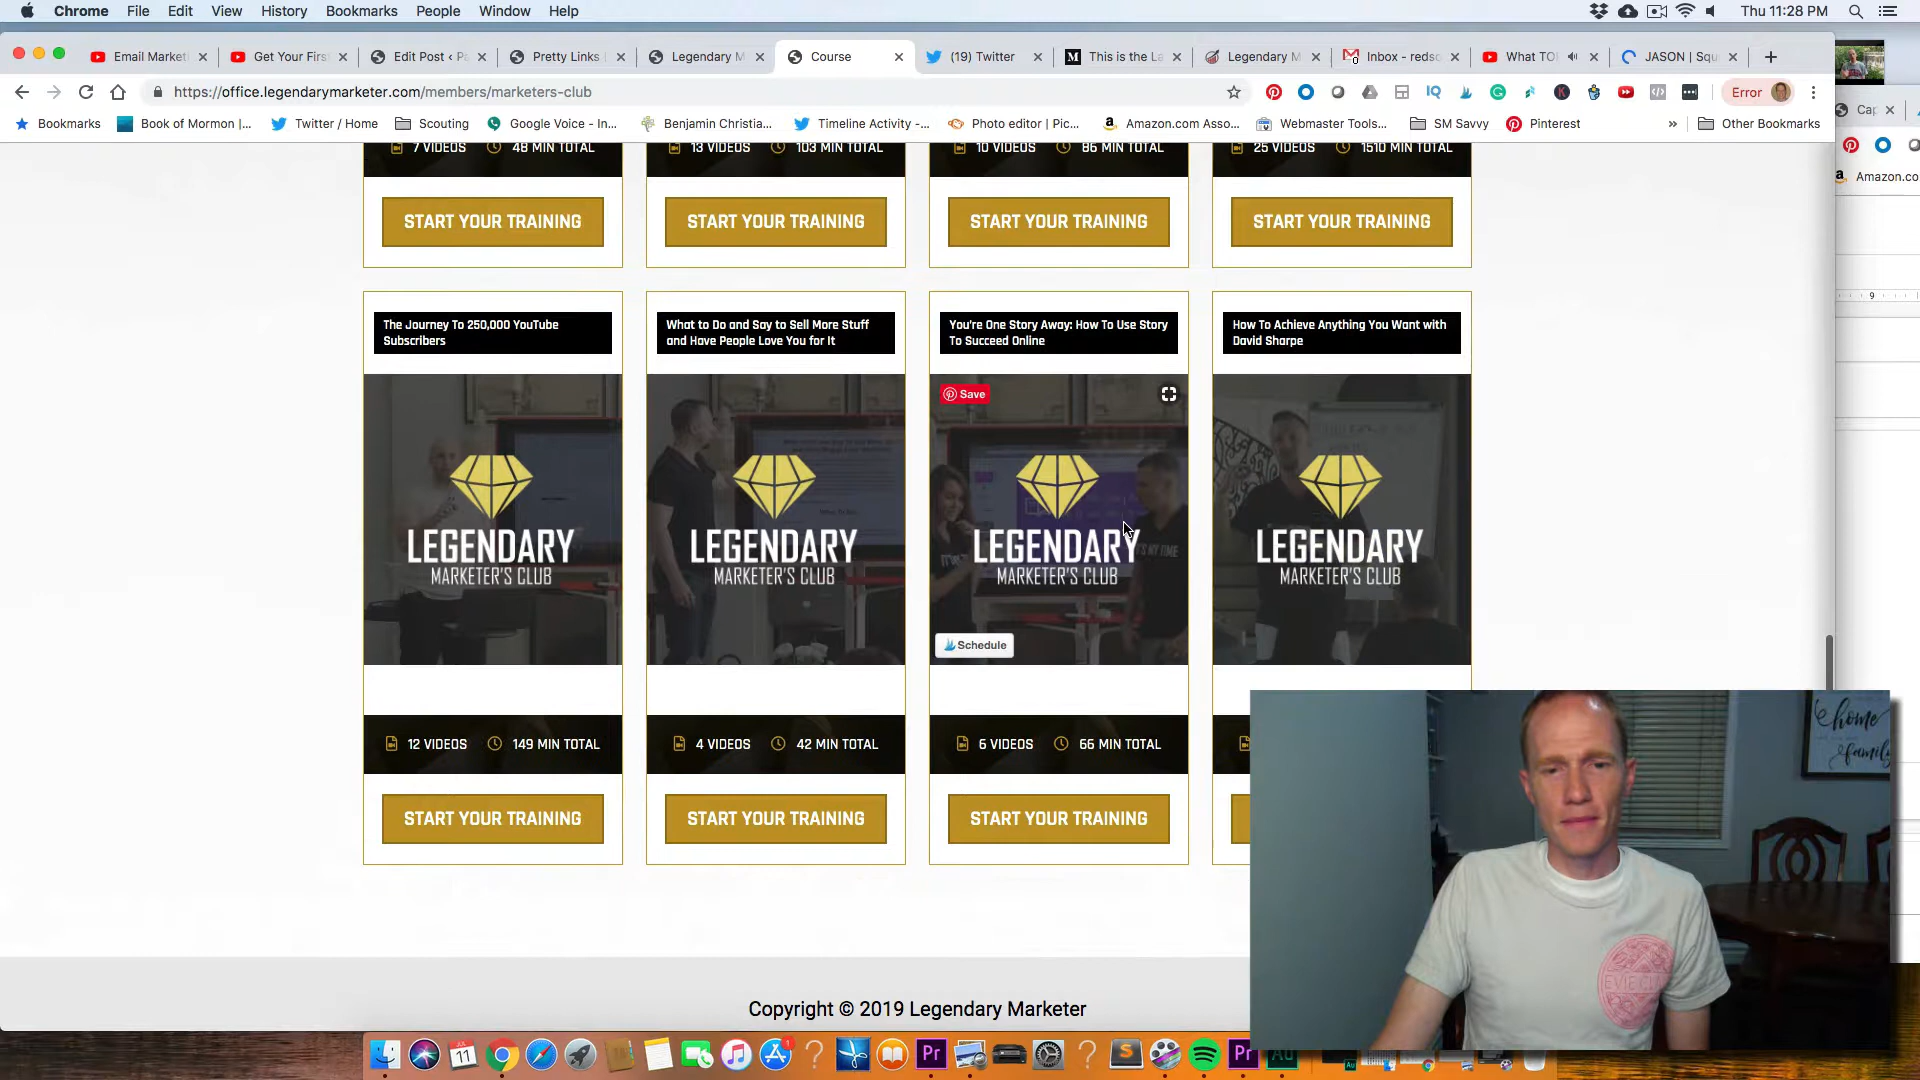 Chrome File Edit View History Bookmarks People Window Help Thu 11:28 PM
Email Marketi Get Your Firs Edit Post ‹ Pa Pretty Links Legendary M Course (19) Twitter This is the La Legendary M Inbox - redsc What TO JASON | Squ
https://office.legendarymarketer.com/members/marketers-club Error
Bookmarks Book of Mormon |... Twitter / Home Scouting Google Voice - In... Benjamin Christia... Timeline Activity -... Photo editor | Pic... Amazon.com Asso... Webmaster Tools... SM Savvy Pinterest » Other Bookmarks
Amazon.co
7 VIDEOS 48 MIN TOTAL 13 VIDEOS 103 MIN TOTAL 10 VIDEOS 86 MIN TOTAL 25 VIDEOS 1510 MIN TOTAL
START YOUR TRAINING START YOUR TRAINING START YOUR TRAINING START YOUR TRAINING
The Journey To 250,000 YouTube
Subscribers
What to Do and Say to Sell More Stuff
and Have People Love You for It
You're One Story Away: How To Use Story
To Succeed Online
How To Achieve Anything You Want with
David Sharpe
Save
LEGENDARY
MARKETER'S CLUB
LEGENDARY
MARKETER'S CLUB
LEGENDARY
MARKETER'S CLUB
LEGENDARY
MARKETER'S CLUB
Schedule
12 VIDEOS 149 MIN TOTAL 4 VIDEOS 42 MIN TOTAL 6 VIDEOS 66 MIN TOTAL
START YOUR TRAINING START YOUR TRAINING START YOUR TRAINING
home
family
Copyright © 2019 Legendary Marketer